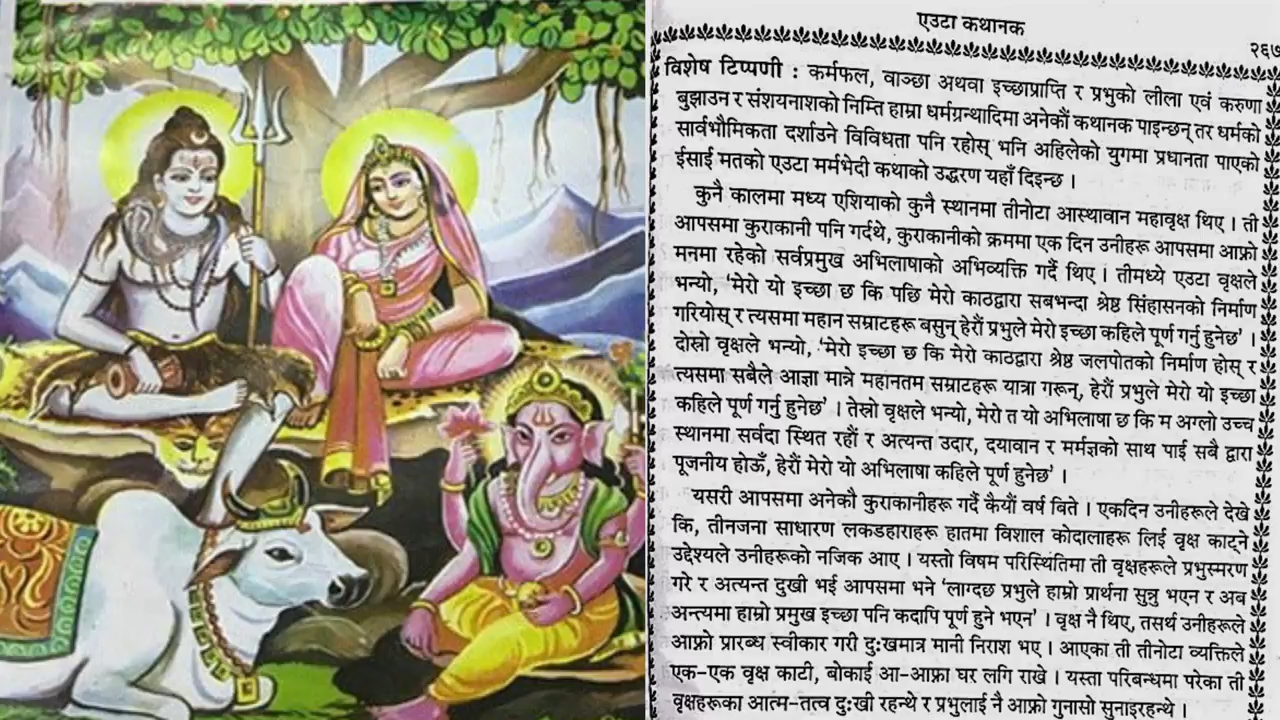 एउटा कथानक
२६७
विशेष टिप्पणी : कर्मफल, वाञ्छा अथवा इच्छाप्राप्ति र प्रभुको लीला एवं करुणा
बुझाउन र संशयनाशको निम्ति हाम्रा धर्मग्रन्थादिमा अनेकौं कथानक पाइन्छन् तर धर्मको
सार्वभौमिकता दर्शाउने विविधता पनि रहोस् भनि अहिलेको युगमा प्रधानता पाएको
ईसाई मतको एउटा मर्मभेदी कथाको उद्धरण यहाँ दिइन्छ ।
कुनै कालमा मध्य एशियाको कुनै स्थानमा तीनोटा आस्थावान महावृक्ष थिए । ती
आपसमा कुराकानी पनि गर्दथे, कुराकानीको क्रममा एक दिन उनीहरू आपसमा आफ्नो
मनमा रहेको सर्वप्रमुख अभिलाषाको अभिव्यक्ति गर्दै थिए । तीमध्ये एउटा वृक्षले
भन्यो, ‘मेरो यो इच्छा छ कि पछि मेरो काठद्वारा सबभन्दा श्रेष्ठ सिंहासनको निर्माण
गरियोस् र त्यसमा महान सम्राटहरू बसुन् हेरौं प्रभुले मेरो इच्छा कहिले पूर्ण गर्नु हुनेछ’ ।
दोस्रो वृक्षले भन्यो, ‘मेरो इच्छा छ कि मेरो काठद्वारा श्रेष्ठ जलपोतको निर्माण होस् र
त्यसमा सबैले आज्ञा मान्ने महानतम सम्राटहरू यात्रा गरून्, हेरौं प्रभुले मेरो यो इच्छा
कहिले पूर्ण गर्नु हुनेछ’ । तेस्रो वृक्षले भन्यो, मेरो त यो अभिलाषा छ कि म अग्लो उच्च
स्थानमा सर्वदा स्थित रहौं र अत्यन्त उदार, दयावान र मर्मज्ञको साथ पाई सबै द्वारा
पूजनीय होऊँ, हेरौं मेरो यो अभिलाषा कहिले पूर्ण हुनेछ’ ।
यसरी आपसमा अनेकौ कुराकानीहरू गर्दै कैयौं वर्ष बिते । एकदिन उनीहरूले देखे
कि, तीनजना साधारण लकडहाराहरू हातमा विशाल कोदालाहरू लिई वृक्ष काट्ने
उद्देश्यले उनीहरूको नजिक आए । यस्तो विषम परिस्थितिमा ती वृक्षहरूले प्रभुस्मरण
गरे र अत्यन्त दुखी भई आपसमा भने ‘लाग्दछ प्रभुले हाम्रो प्रार्थना सुन्नु भएन र अब
अन्त्यमा हाम्रो प्रमुख इच्छा पनि कदापि पूर्ण हुने भएन’ । वृक्ष नै थिए, तसर्थ उनीहरूले
आफ्नो प्रारब्ध स्वीकार गरी दुःखमात्र मानी निराश भए । आएका ती तीनोटा व्यक्तिले
एक–एक वृक्ष काटी, बोकाई आ–आफ्ना घर लगि राखे । यस्ता परिबन्धमा परेका ती
वृक्षहरूका आत्म–तत्व दुःखी रहन्थे र प्रभुलाई नै आफ्नो गुनासो सुनाइरहन्थे ।